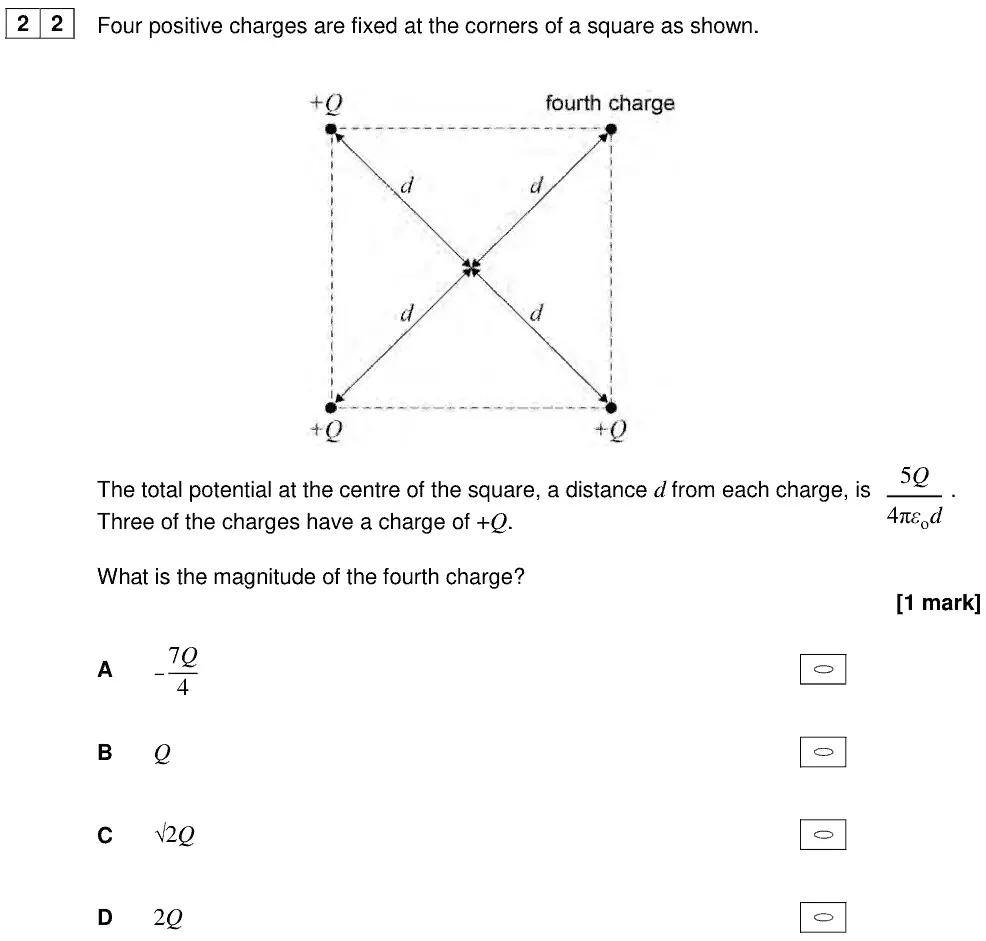 2 2 Four positive charges are fixed at the corners of a square as shown.
+Q fourth charge
d d
d d
+Q +Q
The total potential at the centre of the square, a distance d from each charge, is 5Q/4πε₀d .
Three of the charges have a charge of +Q.
What is the magnitude of the fourth charge?
[1 mark]
A -7Q/4
B Q
C √2Q
D 2Q